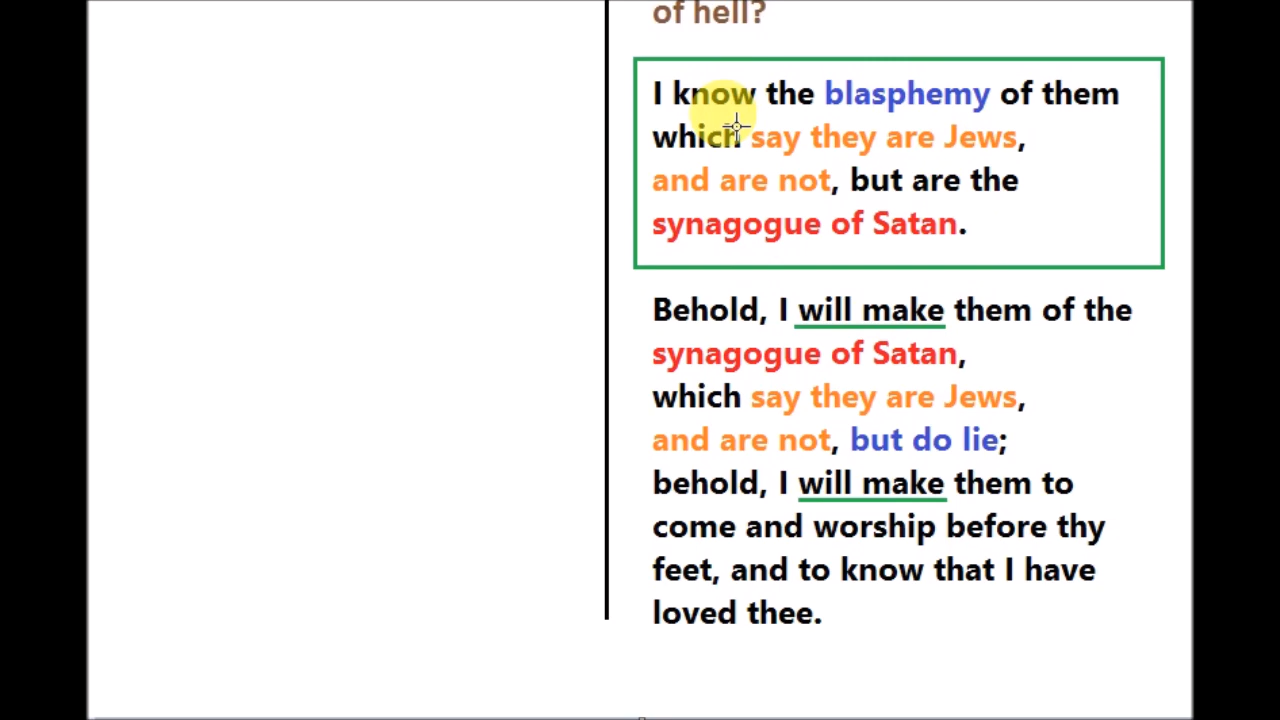 of hell?
I know the blasphemy of them
which say they are Jews,
and are not, but are the
synagogue of Satan.
Behold, I will make them of the
synagogue of Satan,
which say they are Jews,
and are not, but do lie;
behold, I will make them to
come and worship before thy
feet, and to know that I have
loved thee.